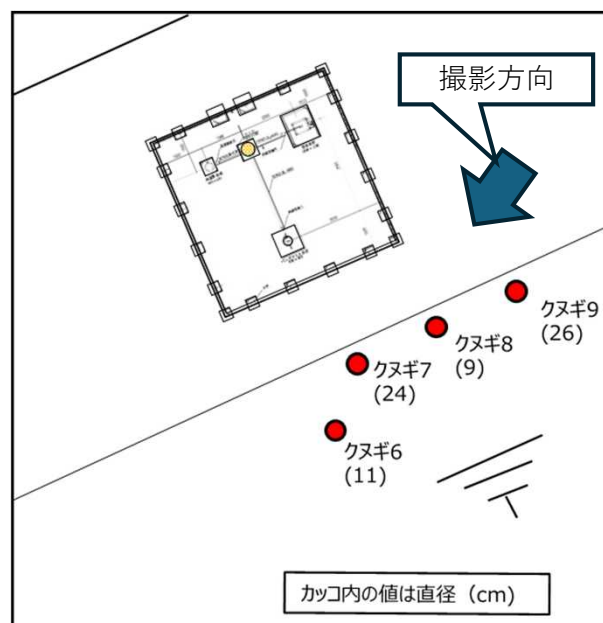 撮影方向
クヌギ9
(26)
クヌギ8
(9)
クヌギ7
(24)
クヌギ6
(11)
カッコ内の値は直径（cm）